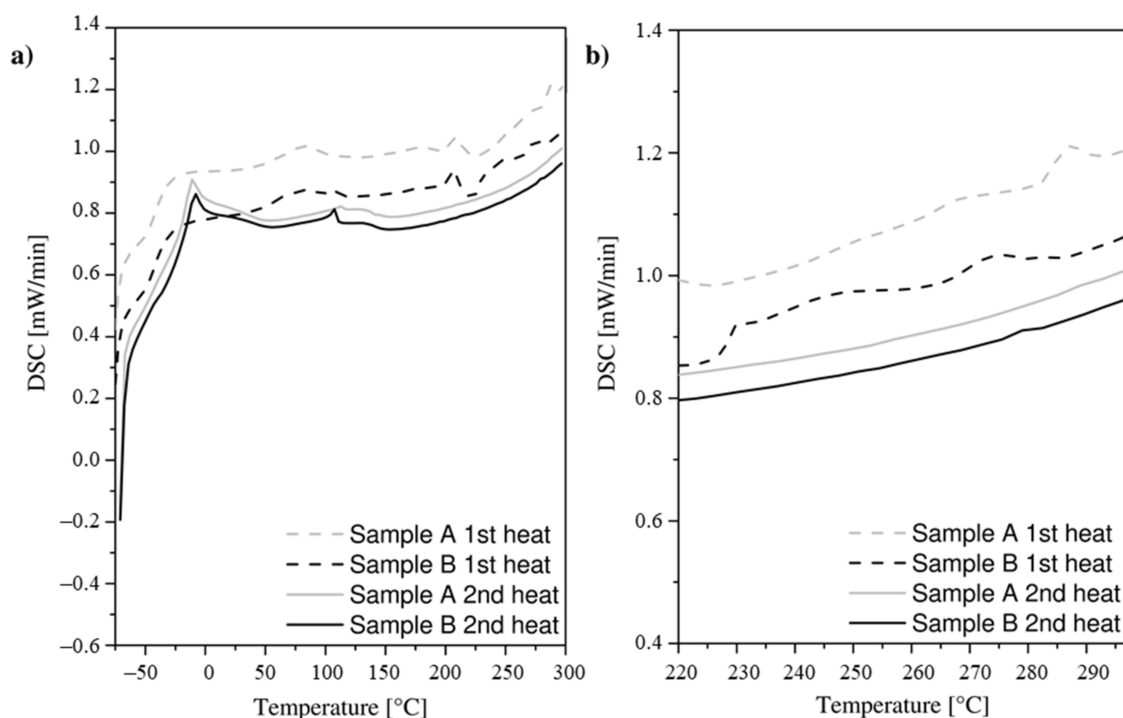 a)
1.4
1.2
1.0
0.8
0.6
0.4
0.2
0.0
–0.2
–0.4
–0.6
DSC [mW/min]
Sample A 1st heat
Sample B 1st heat
Sample A 2nd heat
Sample B 2nd heat
–50 0 50 100 150 200 250 300
Temperature [°C]
b)
1.4
1.2
1.0
0.8
0.6
0.4
DSC [mW/min]
Sample A 1st heat
Sample B 1st heat
Sample A 2nd heat
Sample B 2nd heat
220 230 240 250 260 270 280 290
Temperature [°C]